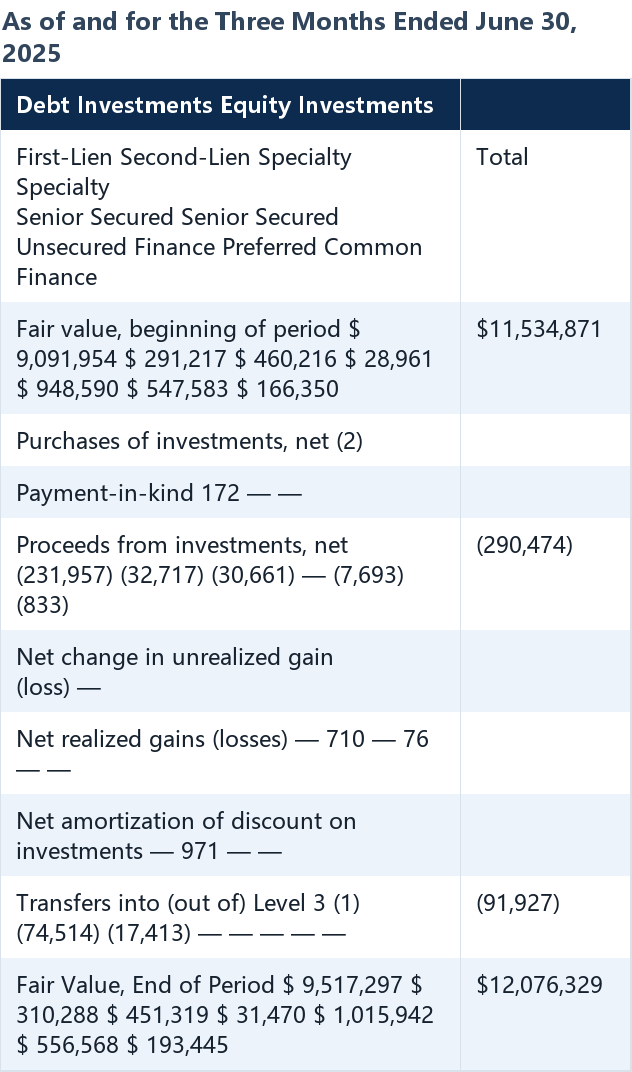 As of and for the Three Months Ended June 30,
2025
Debt Investments Equity Investments
First-Lien Second-Lien Specialty
Specialty
Senior Secured Senior Secured
Unsecured Finance Preferred Common
Finance
Total
Fair value, beginning of period $
9,091,954 $ 291,217 $ 460,216 $ 28,961
$ 948,590 $ 547,583 $ 166,350
$11,534,871
Purchases of investments, net (2)
Payment-in-kind 172 — —
Proceeds from investments, net
(231,957) (32,717) (30,661) — (7,693)
(833)
(290,474)
Net change in unrealized gain
(loss) —
Net realized gains (losses) — 710 — 76
— —
Net amortization of discount on
investments — 971 — —
Transfers into (out of) Level 3 (1)
(74,514) (17,413) — — — — —
(91,927)
Fair Value, End of Period $ 9,517,297 $
310,288 $ 451,319 $ 31,470 $ 1,015,942
$ 556,568 $ 193,445
$12,076,329